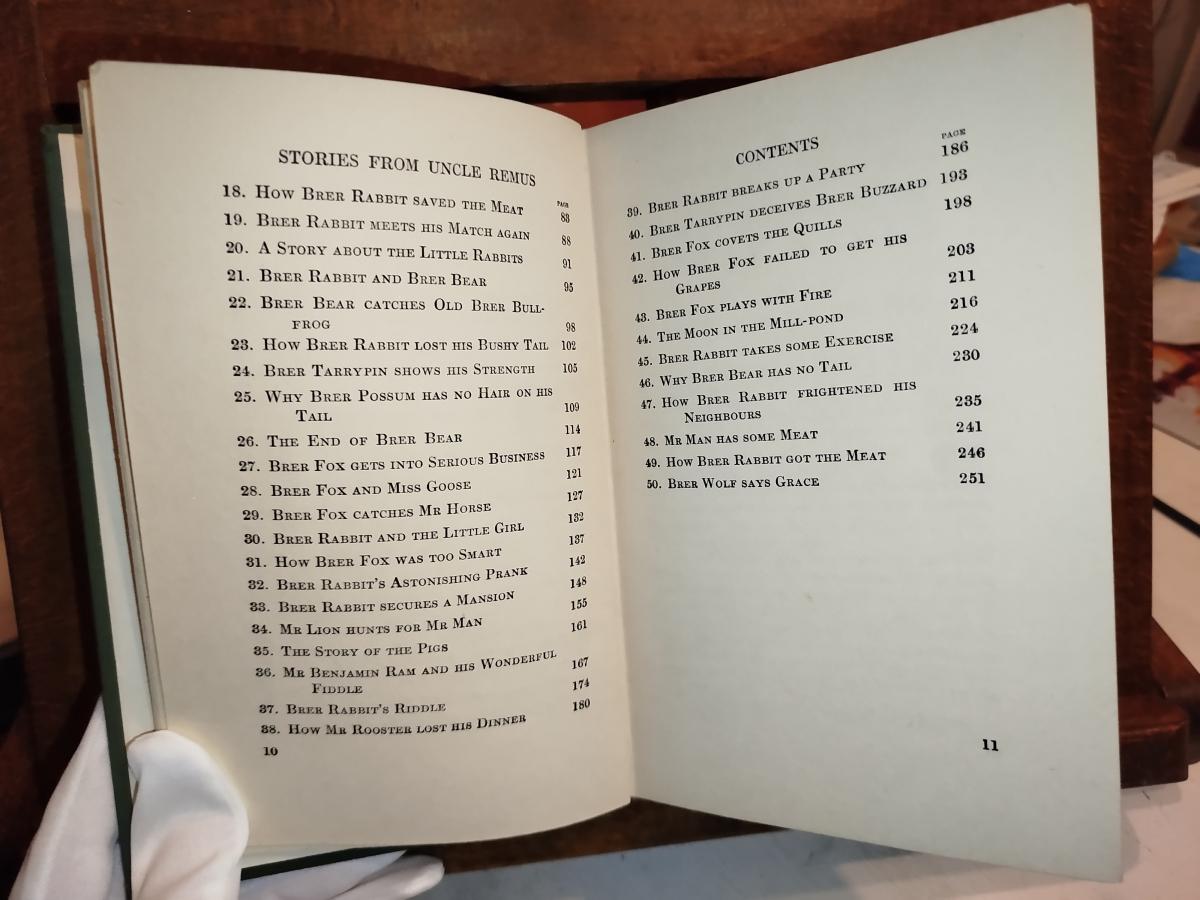 STORIES FROM UNCLE REMUS
PAGE
18. HOW BRER RABBIT SAVED THE MEAT 83
19. BRER RABBIT MEETS HIS MATCH AGAIN 88
20. A STORY ABOUT THE LITTLE RABBITS 91
21. BRER RABBIT AND BRER BEAR 95
22. BRER BEAR CATCHES OLD BRER BULL-
FROG 98
23. HOW BRER RABBIT LOST HIS BUSHY TAIL 102
24. BRER TARRYPIN SHOWS HIS STRENGTH 105
25. WHY BRER POSSUM HAS NO HAIR ON HIS
TAIL 109
26. THE END OF BRER BEAR 114
27. BRER FOX GETS INTO SERIOUS BUSINESS 117
28. BRER FOX AND MISS GOOSE 121
29. BRER FOX CATCHES MR HORSE 127
30. BRER RABBIT AND THE LITTLE GIRL 132
31. HOW BRER FOX WAS TOO SMART 137
32. BRER RABBIT'S ASTONISHING PRANK 142
33. BRER RABBIT SECURES A MANSION 148
34. MR LION HUNTS FOR MR MAN 155
35. THE STORY OF THE PIGS 161
36. MR BENJAMIN RAM AND HIS WONDERFUL
FIDDLE 167
37. BRER RABBIT'S RIDDLE 174
38. HOW MR ROOSTER LOST HIS DINNER 180
10
CONTENTS
PAGE
39. BRER RABBIT BREAKS UP A PARTY 186
40. BRER TARRYPIN DECEIVES BRER BUZZARD 193
41. BRER FOX COVETS THE QUILLS 198
42. HOW BRER FOX FAILED TO GET HIS
GRAPES 203
43. BRER FOX PLAYS WITH FIRE 211
44. THE MOON IN THE MILL-POND 216
45. BRER RABBIT TAKES SOME EXERCISE 224
46. WHY BRER BEAR HAS NO TAIL 230
47. HOW BRER RABBIT FRIGHTENED HIS
NEIGHBOURS 235
48. MR MAN HAS SOME MEAT 241
49. HOW BRER RABBIT GOT THE MEAT 246
50. BRER WOLF SAYS GRACE 251
11